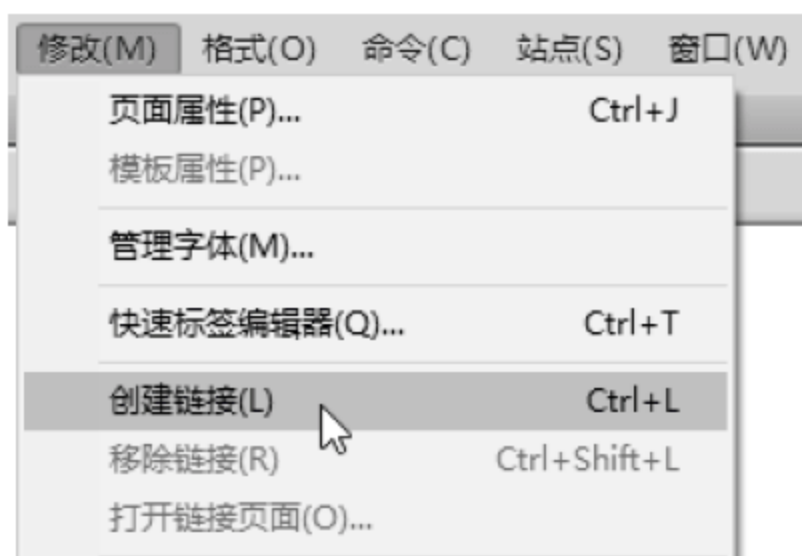 修改(M) 格式(O) 命令(C) 站点(S) 窗口(W)
页面属性(P)... Ctrl+J
模板属性(P)...
管理字体(M)...
快速标签编辑器(Q)... Ctrl+T
创建链接(L) Ctrl+L
移除链接(R) Ctrl+Shift+L
打开链接页面(O)...